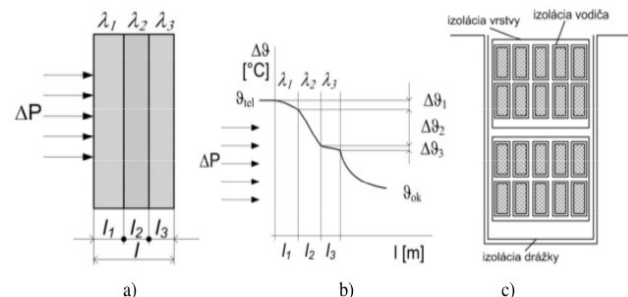 λ1 λ2 λ3
ΔP
l1 l2 l3
l
a)
Δϑ
[°C]
λ1 λ2 λ3
ϑtel
Δϑ1
Δϑ2
Δϑ3
ΔP
ϑok
l1 l2 l3
l [m]
b)
izolácia vrstvy
izolácia vodiča
izolácia drážky
c)